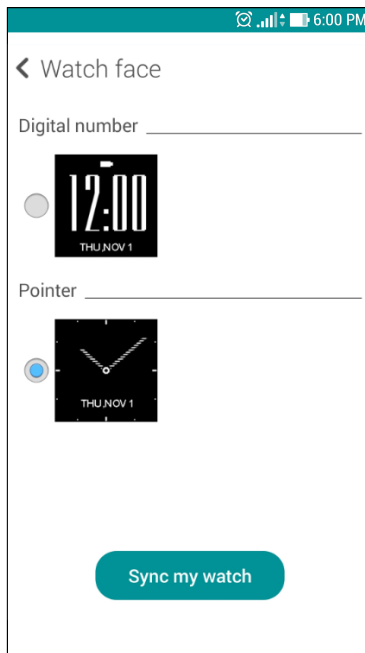 6:00 PM
Watch face
Digital number
12:00
THU,NOV 1
Pointer
THU,NOV 1
Sync my watch